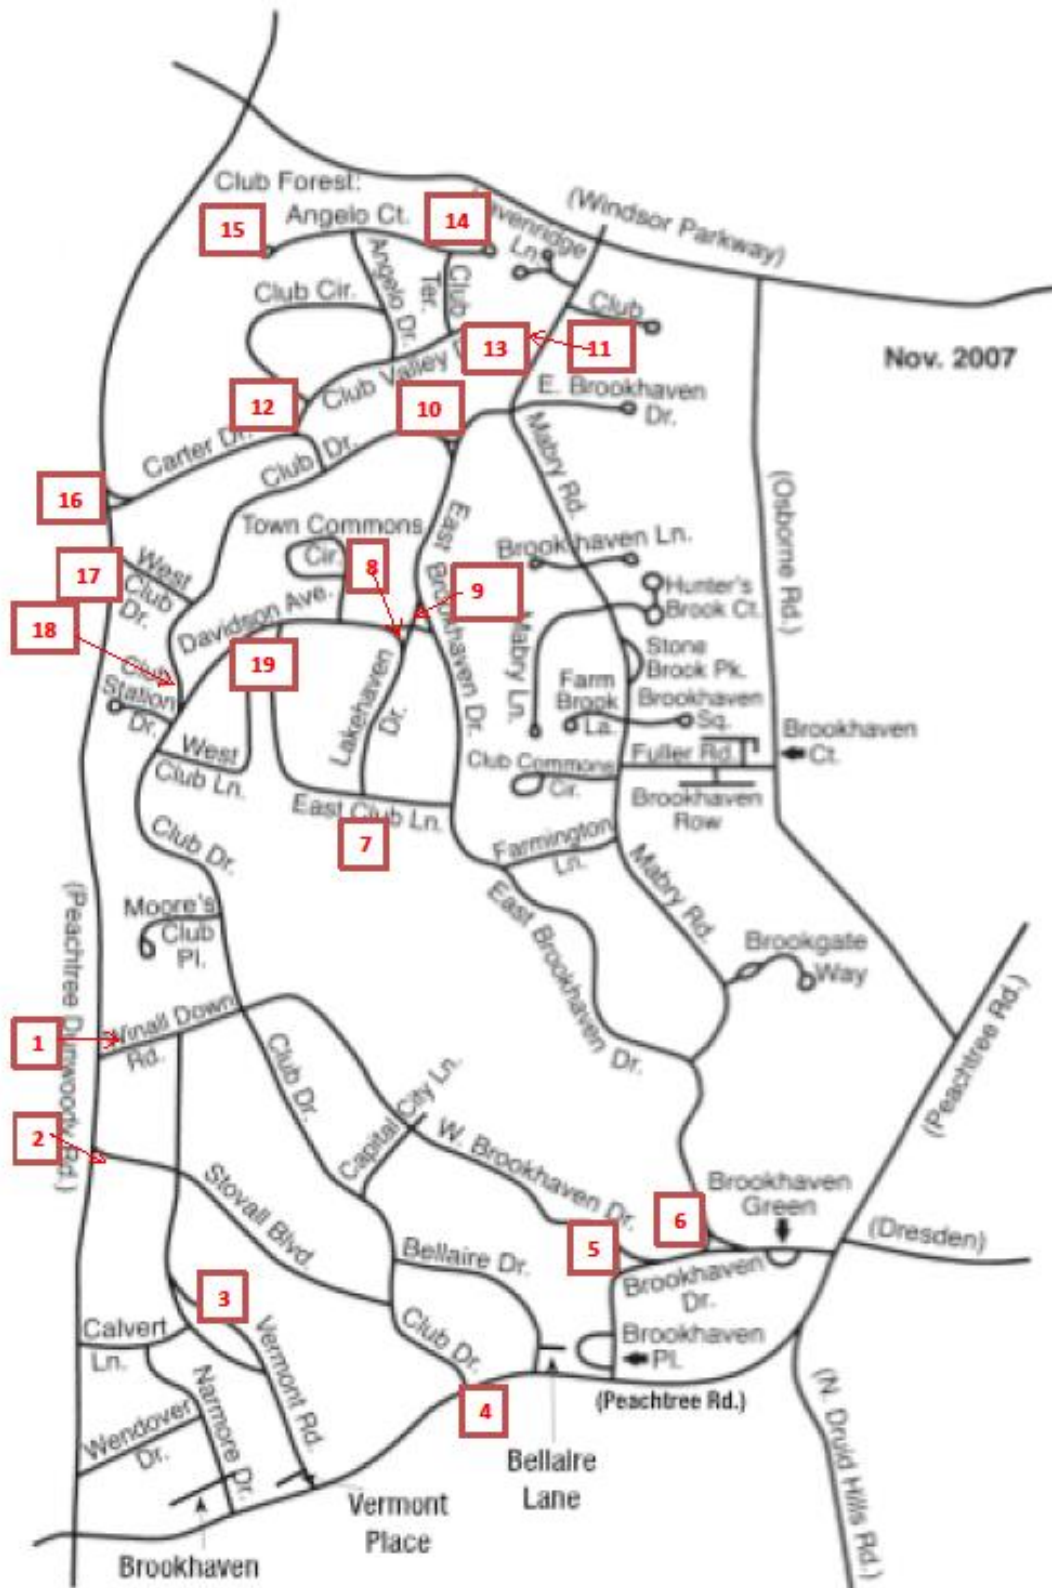 Club Forest:
15
Angelo Ct.
14
Ln.
(Windsor Parkway)
Club Cir.
Angelo Dr.
Club
Ter.
Club
13
11
Nov. 2007
12
Club Valley
10
E. Brookhaven
Dr.
Carter Dr.
Club Dr.
Mabry Rd.
16
(Osborne Rd.)
Town Commons
Cir.
8
East Brookhaven Dr.
Brookhaven Ln.
17
West
Club
Dr.
9
Hunter's
Brook Ct.
18
Davidson Ave.
Mabry Ln.
Stone
Brook Pk.
19
Club
Station
Dr.
Lakehaven
Dr.
Farm
Brook
La.
Brookhaven
Sq.
Brookhaven
Ct.
West
Club Ln.
Club Commons
Cir.
Fuller Rd.
Brookhaven
Row
East Club Ln.
7
Club Dr.
Farmington
Ln.
Mabry Rd.
Moore's
Club
Pl.
East Brookhaven Dr.
Brookgate
Way
(Peachtree Dunwoody Rd.)
(Peachtree Rd.)
1
Winall Down
Rd.
Club Dr.
Capital City Ln.
2
W. Brookhaven Dr.
Stovall Blvd.
Brookhaven
Green
6
5
(Dresden)
Bellaire Dr.
Brookhaven
Dr.
3
Calvert
Ln.
Vermont Rd.
Club Dr.
Brookhaven
Pl.
Narmore Dr.
4
(Peachtree Rd.)
(N. Druid Hills Rd.)
Wendover
Dr.
Bellaire
Lane
Vermont
Place
Brookhaven